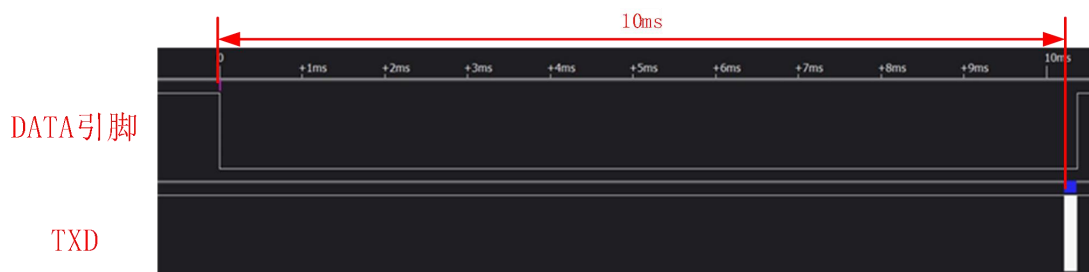 10ms
0
+1ms
+2ms
+3ms
+4ms
+5ms
+6ms
+7ms
+8ms
+9ms
10ms
DATA引脚
TXD